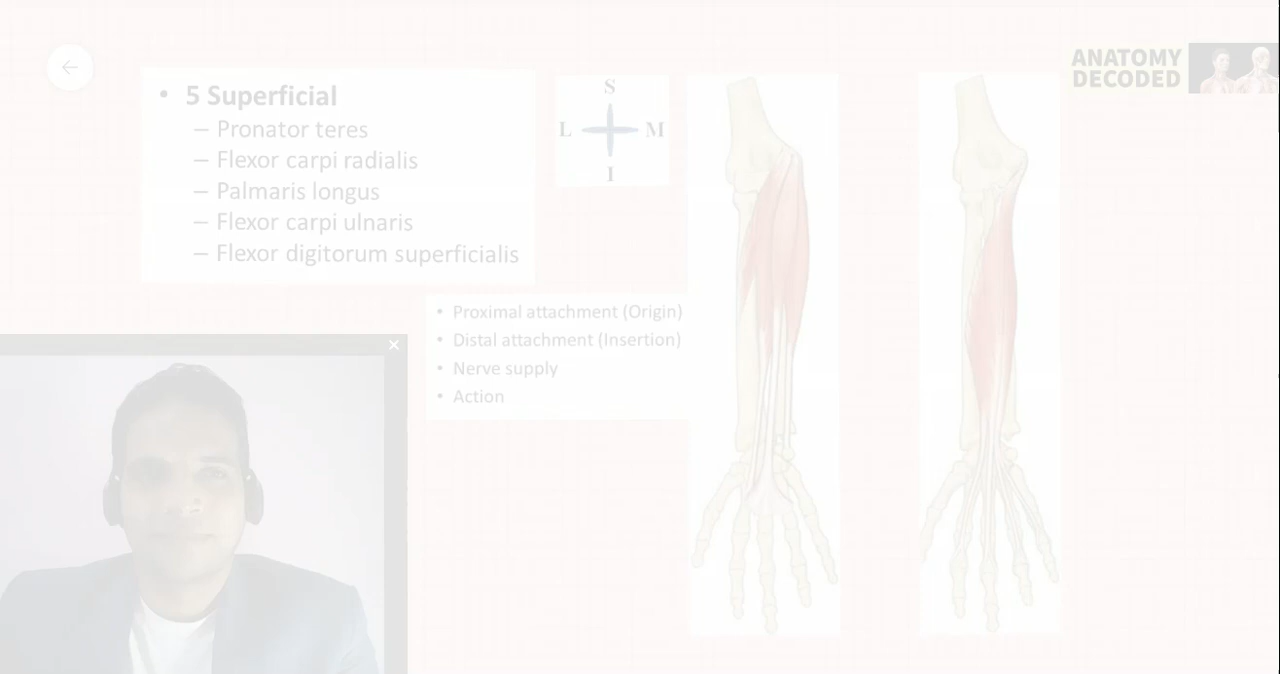 ANATOMY
DECODED
• 5 Superficial
– Pronator teres
– Flexor carpi radialis
– Palmaris longus
– Flexor carpi ulnaris
– Flexor digitorum superficialis
S
L M
I
• Proximal attachment (Origin)
• Distal attachment (Insertion)
• Nerve supply
• Action